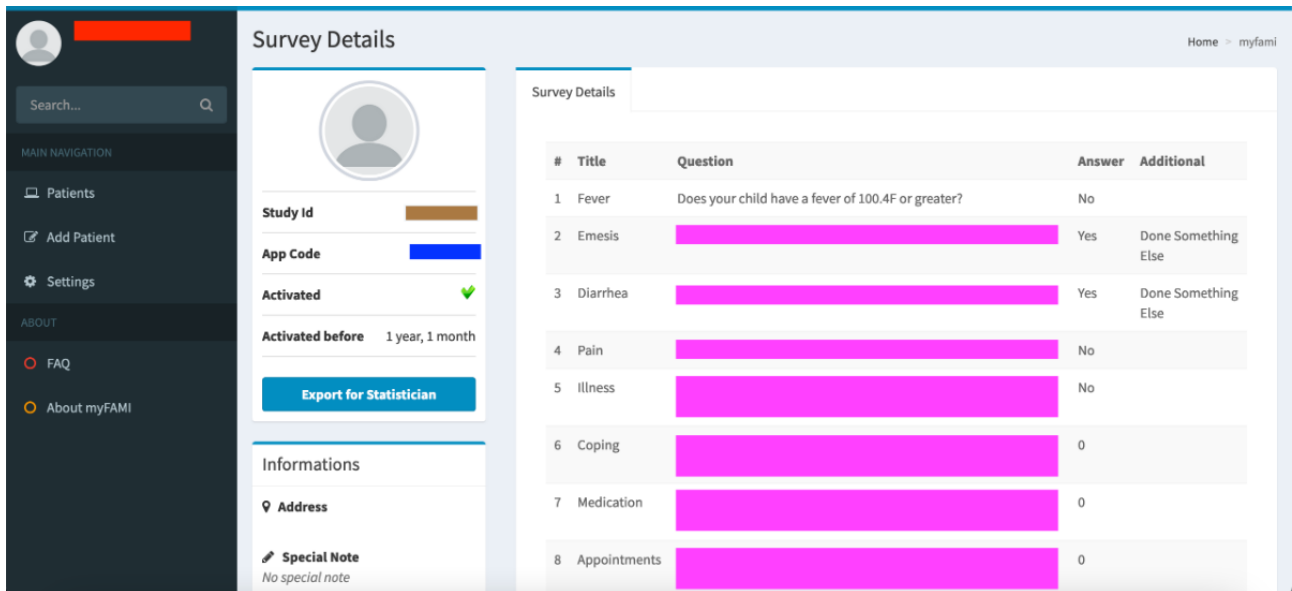 Survey Details
Home > myfami
Search...
MAIN NAVIGATION
Patients
Add Patient
Settings
ABOUT
FAQ
About myFAMI
Study Id
App Code
Activated
Activated before 1 year, 1 month
Export for Statistician
Informations
Address
Special Note
No special note
Survey Details
# Title Question Answer Additional
1 Fever Does your child have a fever of 100.4F or greater? No
2 Emesis Yes Done Something
Else
3 Diarrhea Yes Done Something
Else
4 Pain No
5 Illness No
6 Coping 0
7 Medication 0
8 Appointments 0